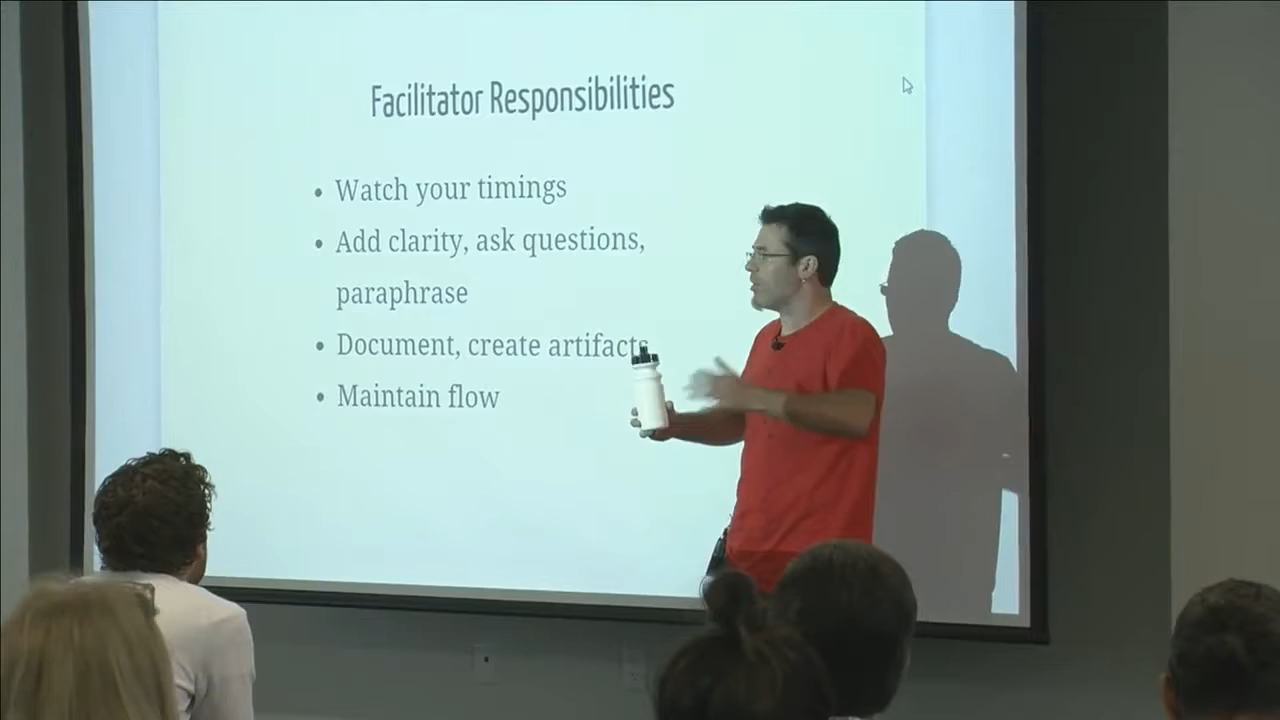 Facilitator Responsibilities
• Watch your timings
• Add clarity, ask questions,
paraphrase
• Document, create artifacts
• Maintain flow